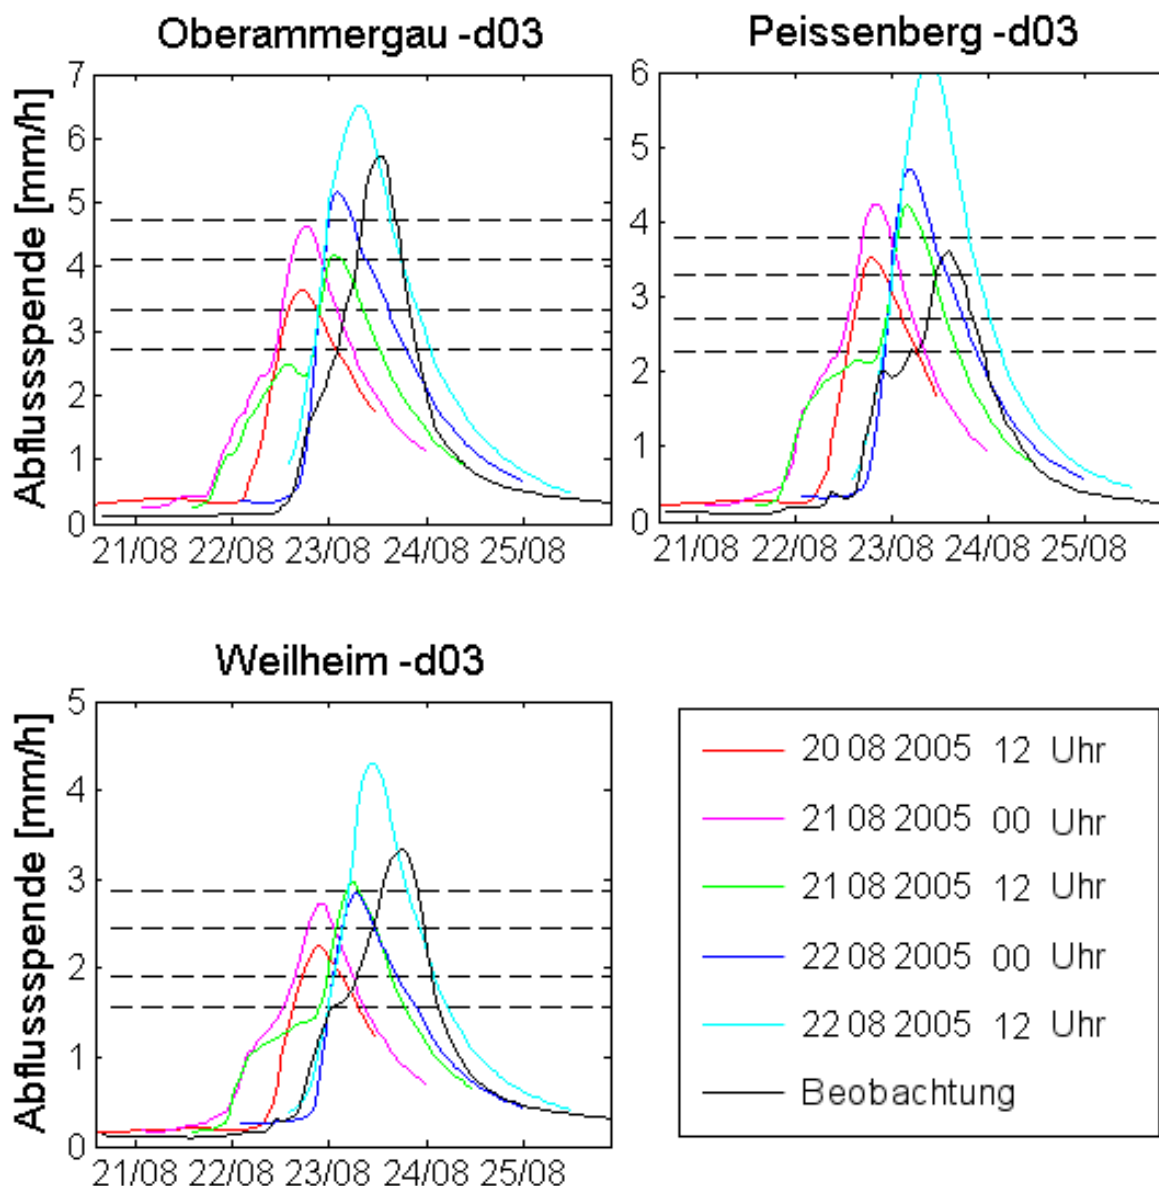 Oberammergau -d03
Abflussspende [mm/h]
7
6
5
4
3
2
1
0
21/08 22/08 23/08 24/08 25/08
Peissenberg -d03
6
5
4
3
2
1
0
21/08 22/08 23/08 24/08 25/08
Weilheim -d03
Abflussspende [mm/h]
5
4
3
2
1
0
21/08 22/08 23/08 24/08 25/08
20 08 2005 12 Uhr
21 08 2005 00 Uhr
21 08 2005 12 Uhr
22 08 2005 00 Uhr
22 08 2005 12 Uhr
Beobachtung